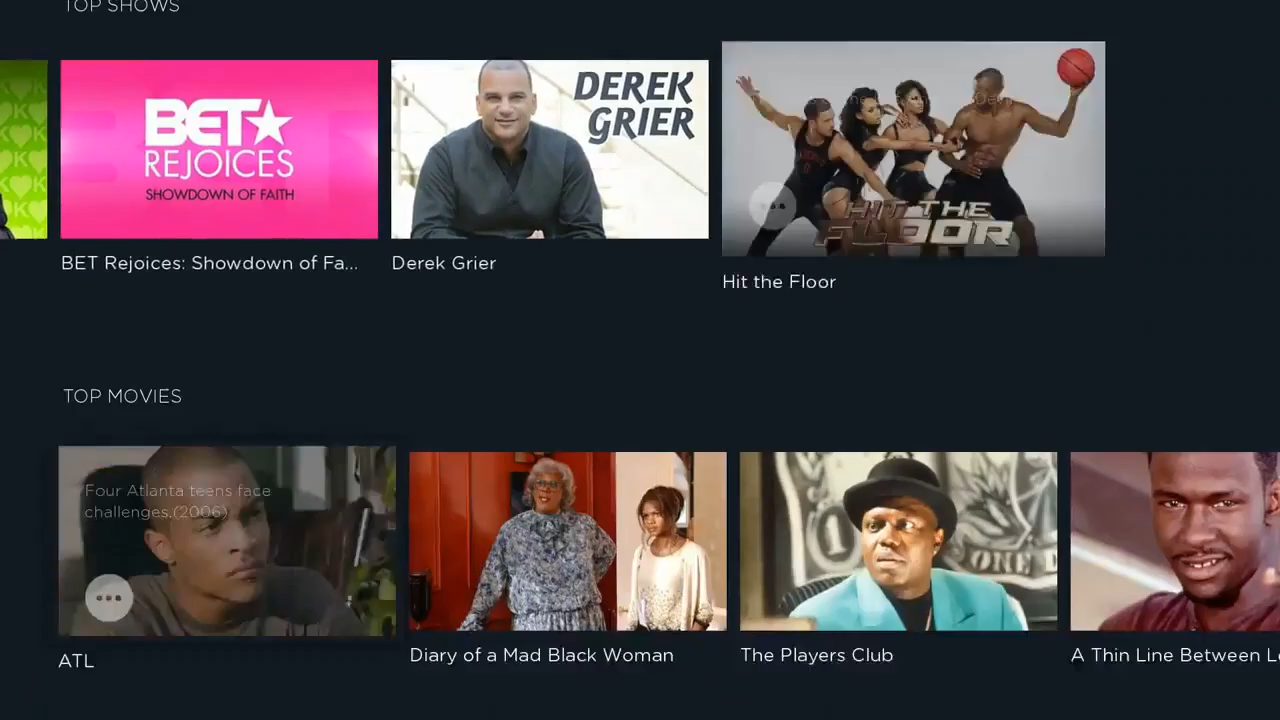 TOP SHOWS
BET
REJOICES
SHOWDOWN OF FAITH
DEREK
GRIER
HIT THE
FLOOR
BET Rejoices: Showdown of Fa...
Derek Grier
Hit the Floor
TOP MOVIES
Four Atlanta teens face
challenges.(2006)
ONE D
ATL
Diary of a Mad Black Woman
The Players Club
A Thin Line Between L